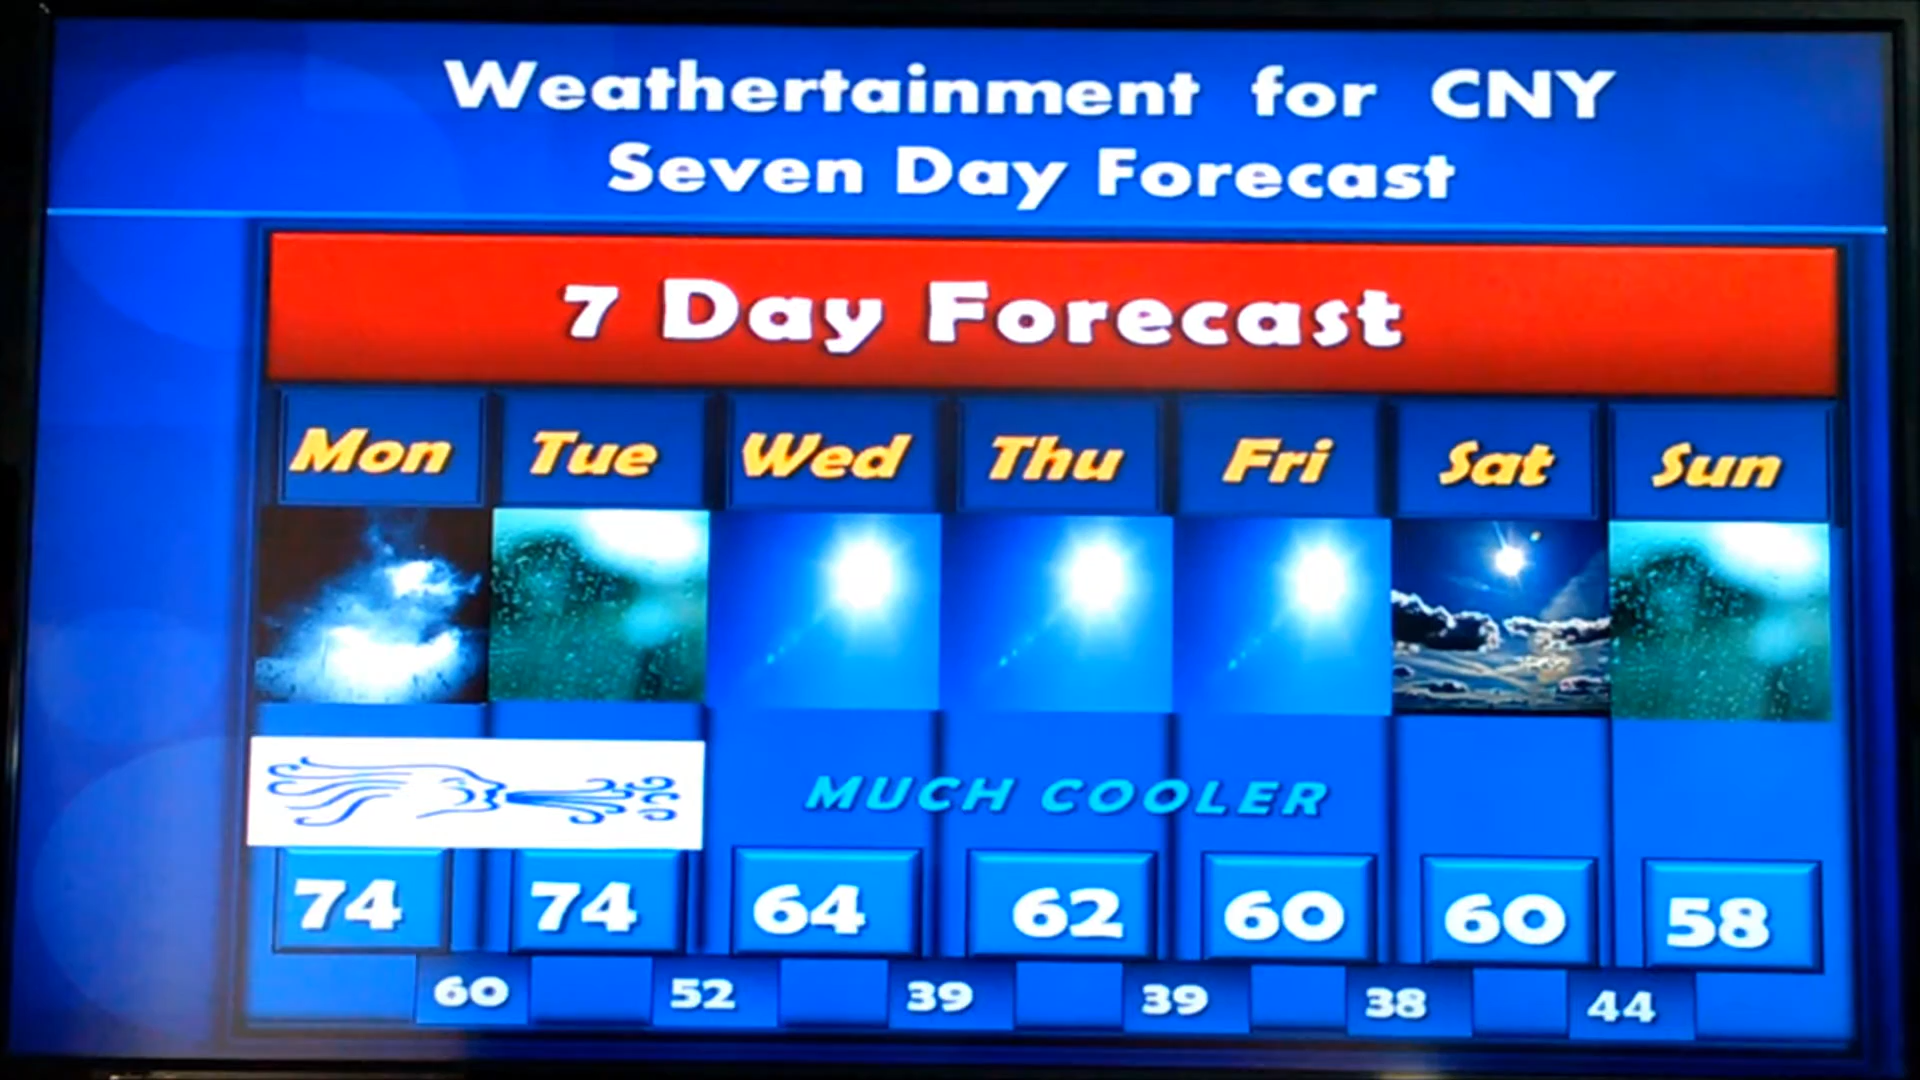 Weathertainment for CNY
Seven Day Forecast
7 Day Forecast
Mon Tue Wed Thu Fri Sat Sun
MUCH COOLER
74 74 64 62 60 60 58
60 52 39 39 38 44